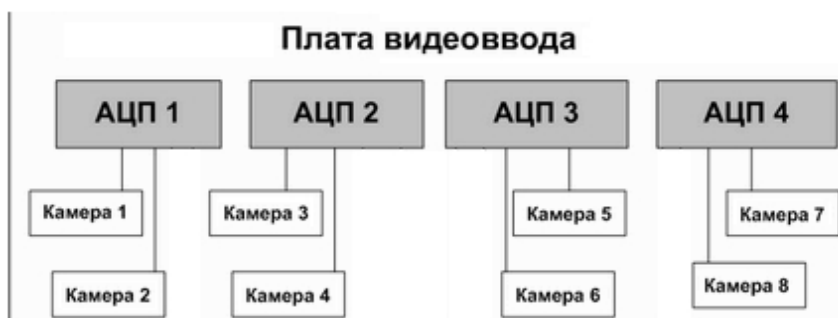 Плата видеоввода
АЦП 1 АЦП 2 АЦП 3 АЦП 4
Камера 1 Камера 3 Камера 5 Камера 7
Камера 2 Камера 4 Камера 6 Камера 8